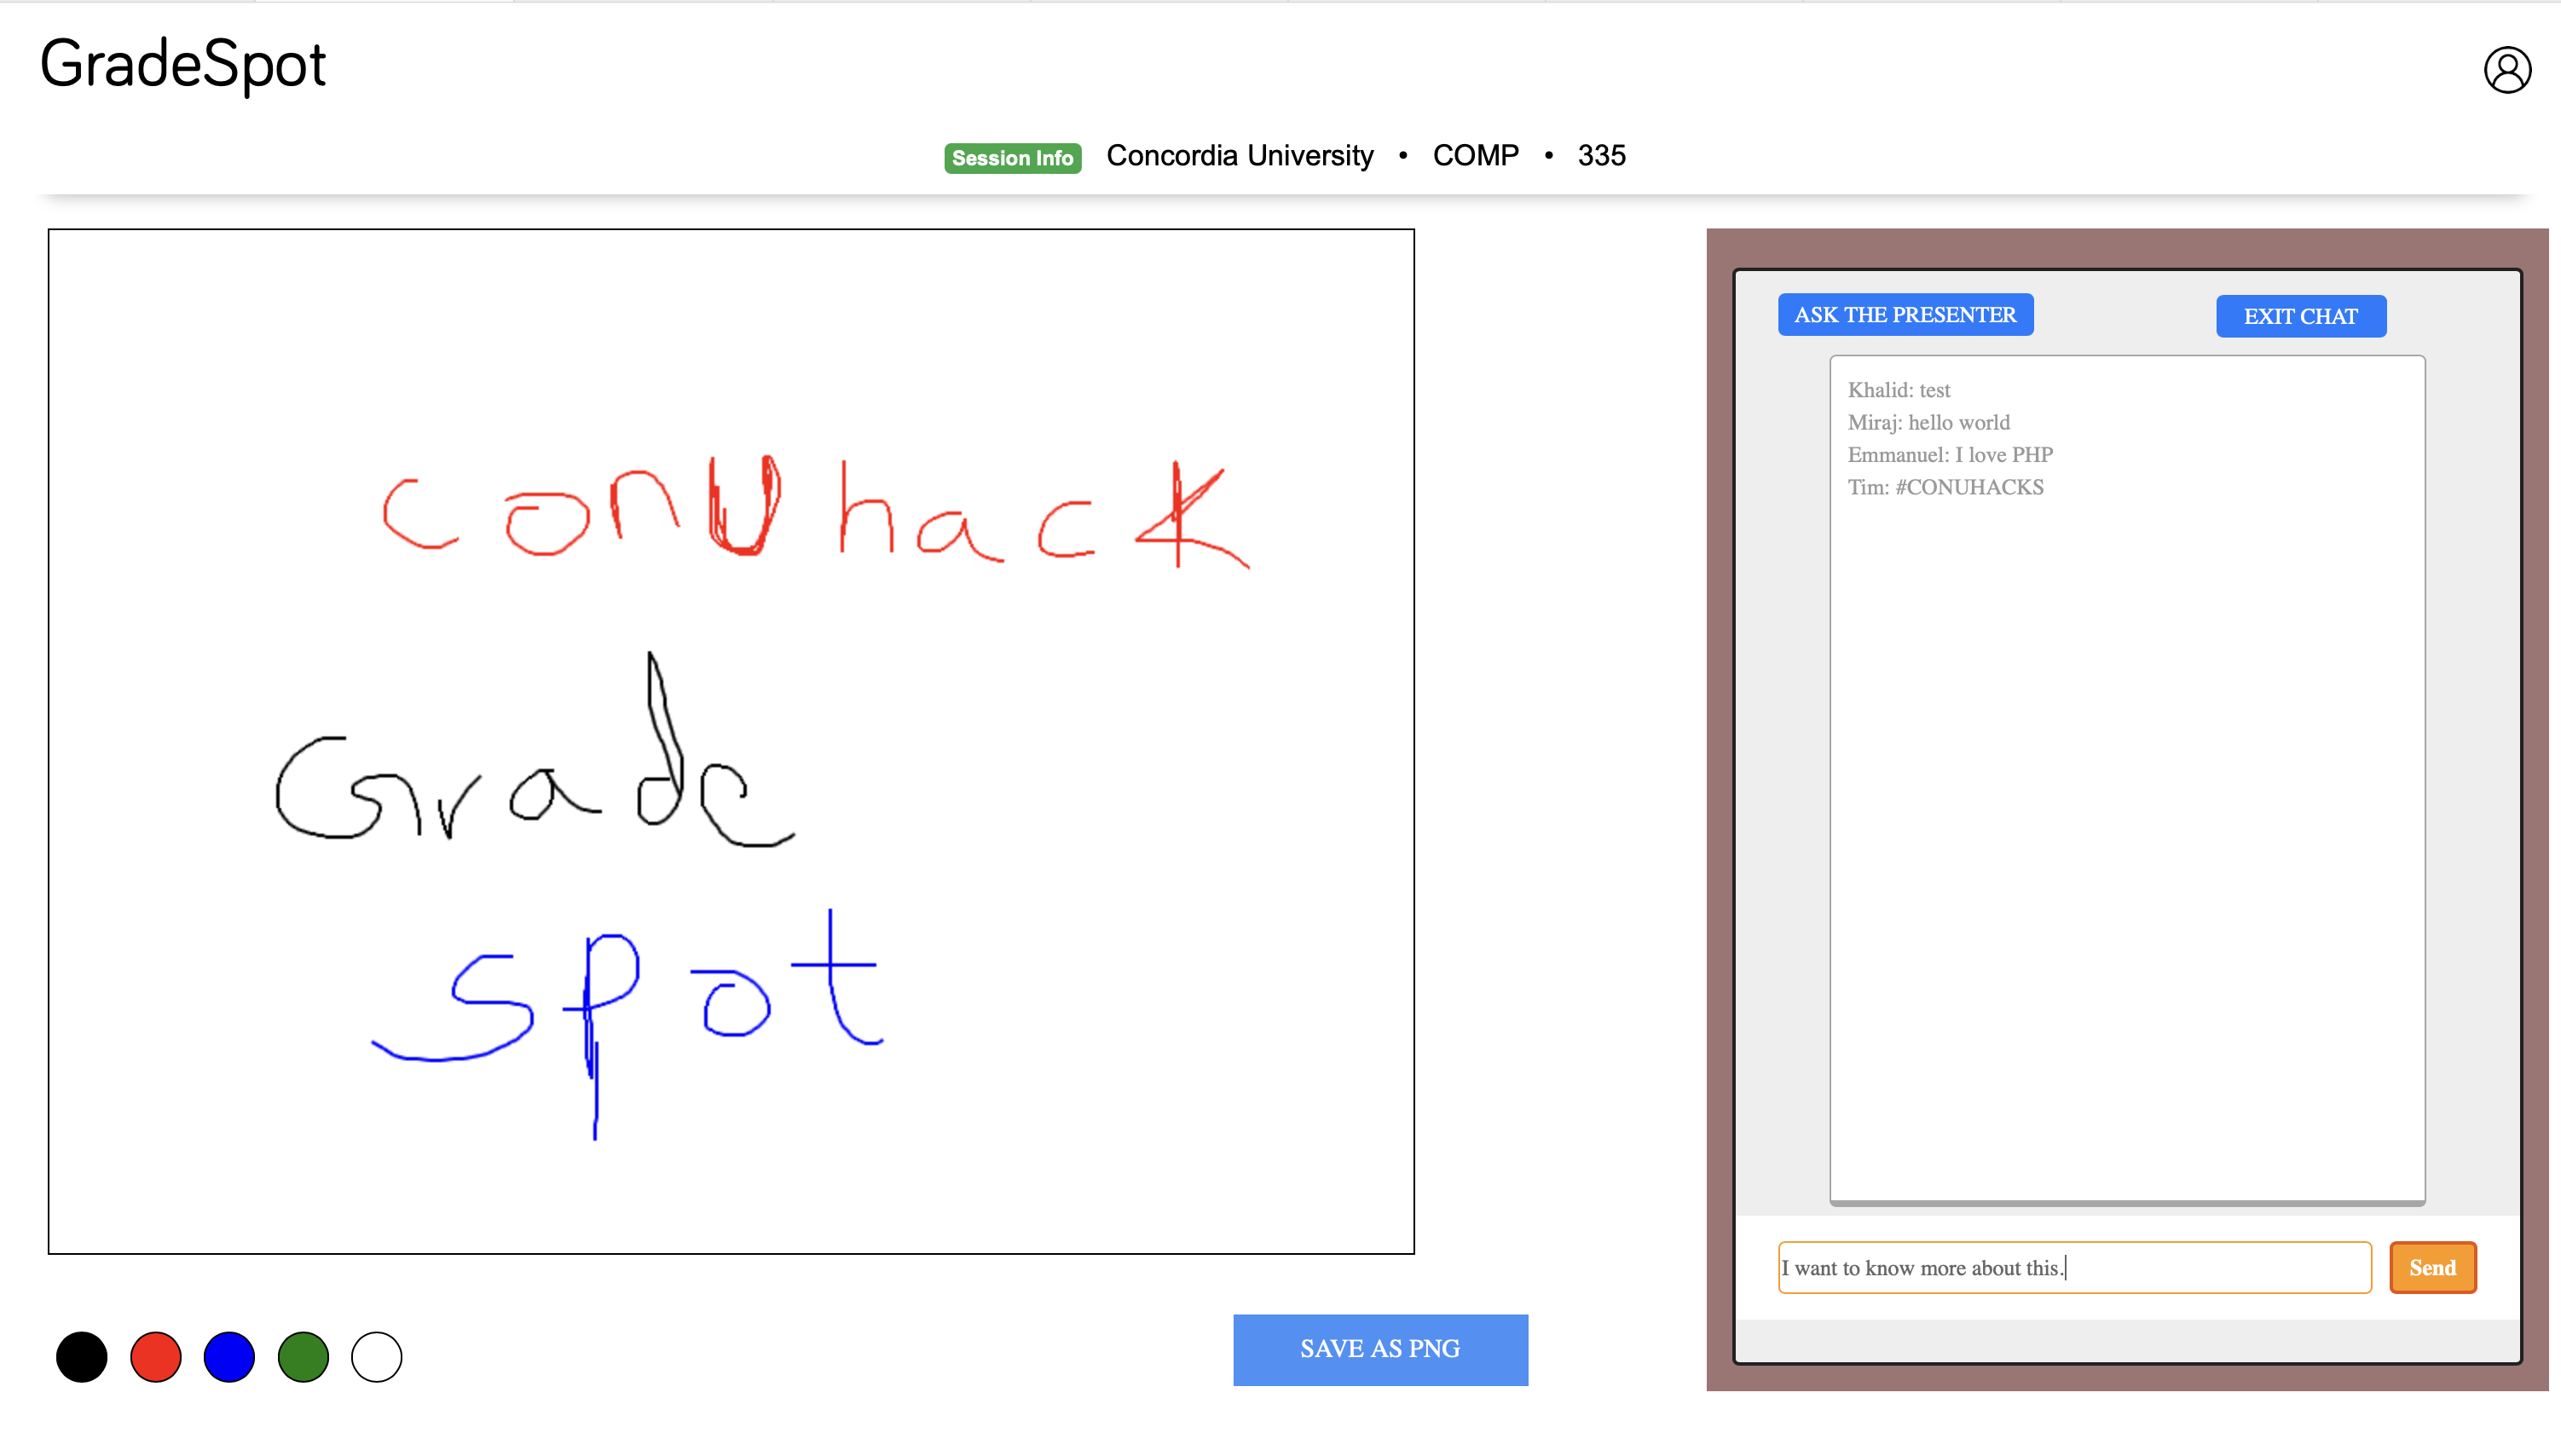 GradeSpot
Session Info Concordia University • COMP • 335
conUhack
Grade
spot
SAVE AS PNG
ASK THE PRESENTER EXIT CHAT
Khalid: test
Miraj: hello world
Emmanuel: I love PHP
Tim: #CONUHACKS
I want to know more about this. Send